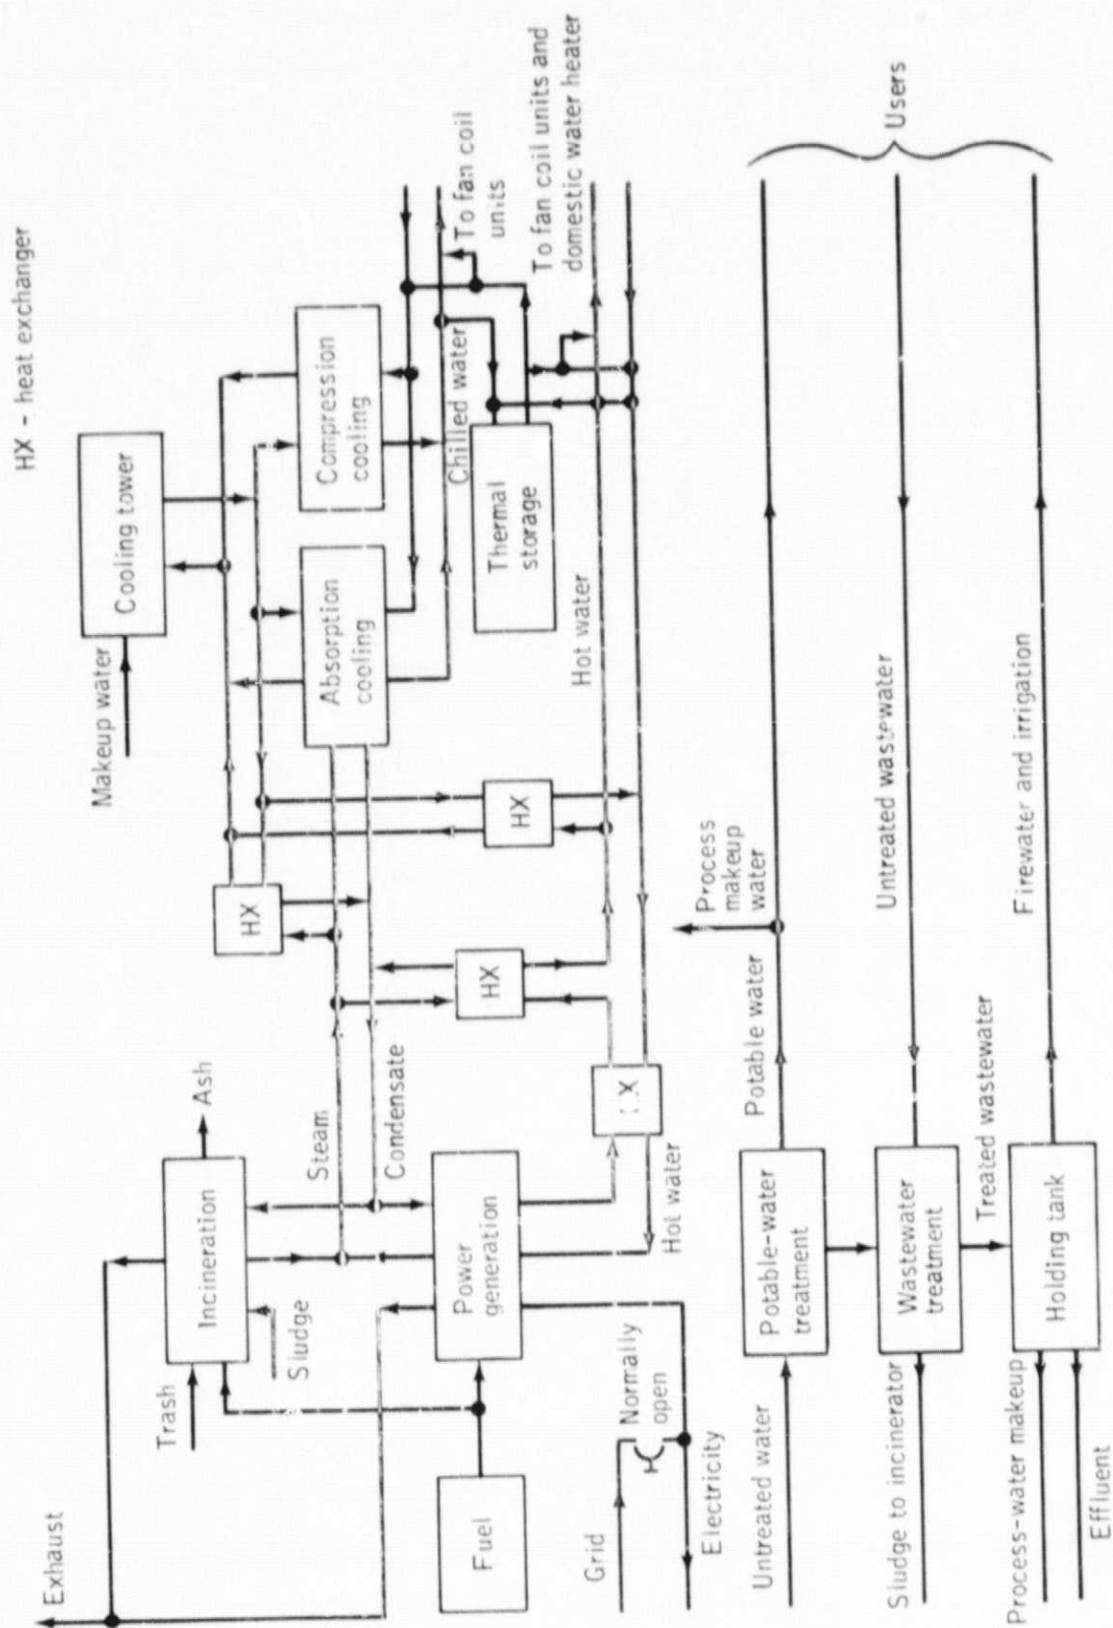 HX - heat exchanger
Exhaust
Trash
Incineration
Ash
Sludge
Makeup water
Cooling tower
HX
Steam
Condensate
Absorption
cooling
Compression
cooling
Fuel
Power
generation
HX
HX
Chilled water
To fan coil
units
Thermal
storage
Hot water
To fan coil units and
domestic water heater
Grid
Normally
open
Electricity
Hot water
Process
makeup
water
Untreated water
Potable-water
treatment
Potable water
Users
Sludge to incinerator
Wastewater
treatment
Untreated wastewater
Treated wastewater
Process-water makeup
Effluent
Holding tank
Firewater and irrigation